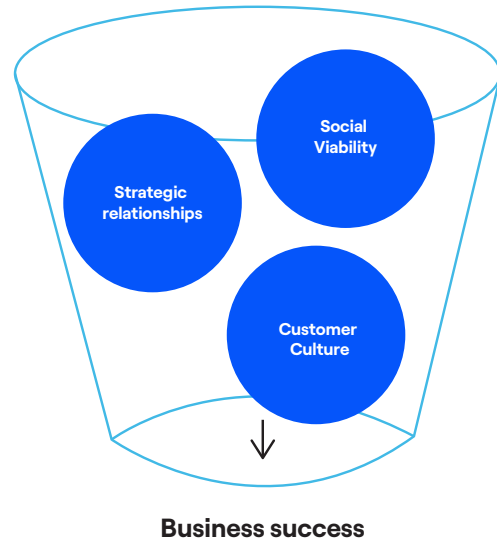 Social
Viability
Strategic
relationships
Customer
Culture
Business success